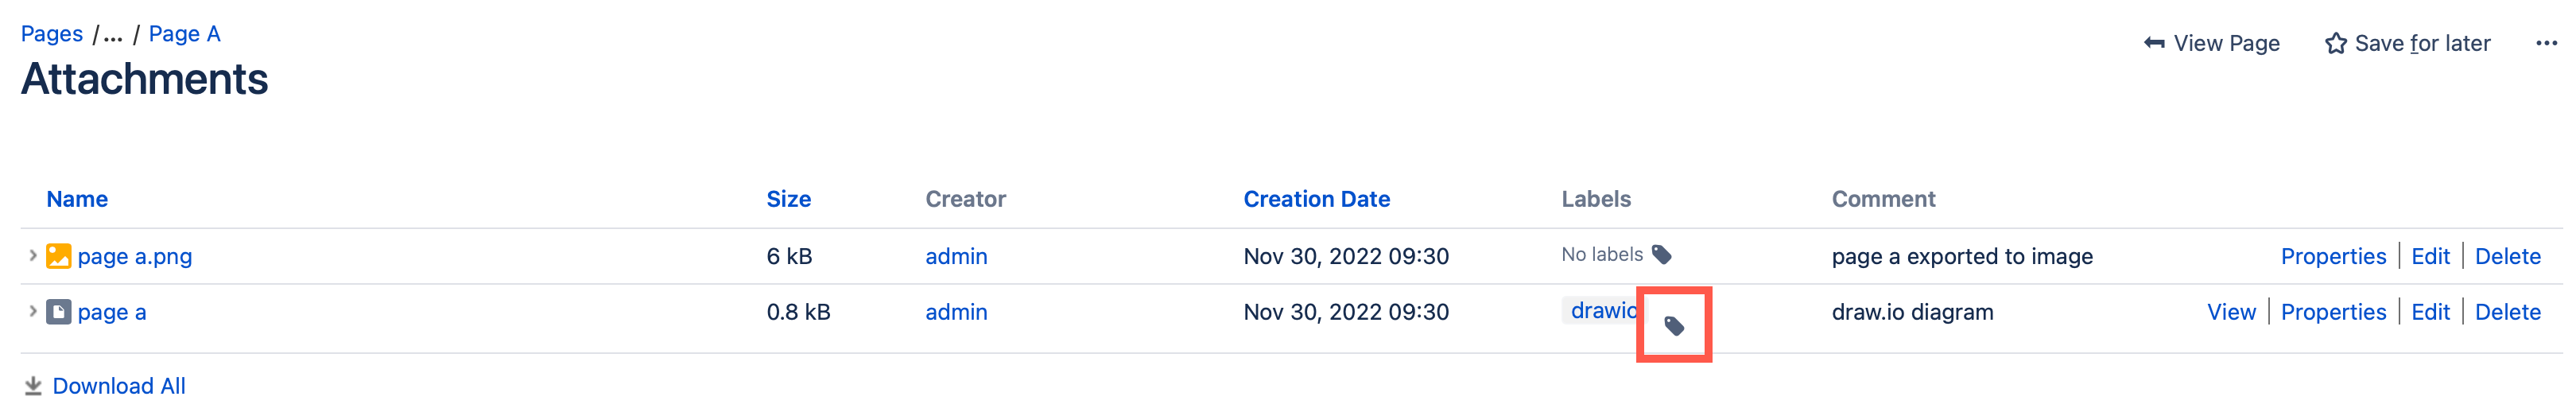 Pages / ... / Page A
View Page
Save for later
Attachments
Name Size Creator Creation Date Labels Comment
page a.png 6 kB admin Nov 30, 2022 09:30 No labels page a exported to image Properties Edit Delete
page a 0.8 kB admin Nov 30, 2022 09:30 drawio draw.io diagram View Properties Edit Delete
Download All